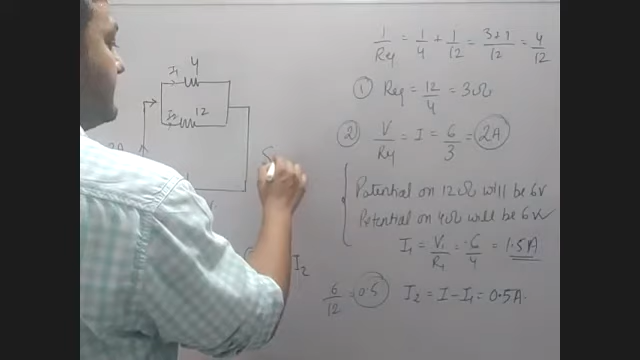 I₁ 4
I₂ 12
2A
S
I₂
1/Req = 1/4 + 1/12 = 3+1/12 = 4/12
① Req = 12/4 = 3Ω
② V/Req = I = 6/3 = 2A
Potential on 12Ω will be 6V
Potential on 4Ω will be 6V
I₁ = V₁/R₁ = 6/4 = 1.5A
6/12 = 0.5 I₂ = I - I₁ = 0.5A.